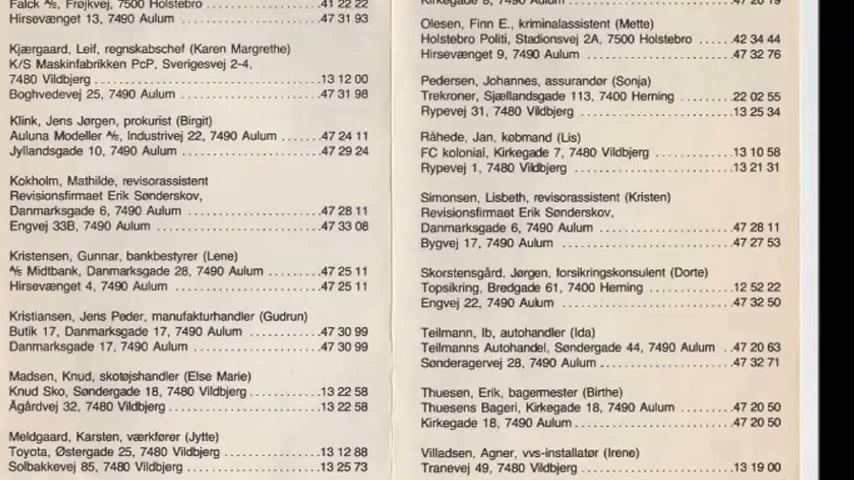 Falck A/S, Frøjkvej, 7500 Holstebro ....................41 22 22
Hirsevænget 13, 7490 Aulum ..........................47 31 93
Kjærgaard, Leif, regnskabschef (Karen Margrethe)
K/S Maskinfabrikken PcP, Sverigesvej 2-4,
7480 Vildbjerg ..........................................13 12 00
Boghvedevej 25, 7490 Aulum .........................47 31 98
Klink, Jens Jørgen, prokurist (Birgit)
Auluna Modeller A/S, Industrivej 22, 7490 Aulum .......47 24 11
Jyllandsgade 10, 7490 Aulum .........................47 29 24
Kokholm, Mathilde, revisorassistent
Revisionsfirmaet Erik Sønderskov,
Danmarksgade 6, 7490 Aulum ........................47 28 11
Engvej 33B, 7490 Aulum ..............................47 33 08
Kristensen, Gunnar, bankbestyrer (Lene)
A/S Midtbank, Danmarksgade 28, 7490 Aulum ..........47 25 11
Hirsevænget 4, 7490 Aulum ...........................47 25 11
Kristiansen, Jens Peder, manufakturhandler (Gudrun)
Butik 17, Danmarksgade 17, 7490 Aulum ..............47 30 99
Danmarksgade 17, 7490 Aulum .......................47 30 99
Madsen, Knud, skotøjshandler (Else Marie)
Knud Sko, Søndergade 18, 7480 Vildbjerg .............13 22 58
Ågårdvej 32, 7480 Vildbjerg ...........................13 22 58
Meldgaard, Karsten, værkfører (Jytte)
Toyota, Østergade 25, 7480 Vildbjerg ..................13 12 88
Solbakkevej 85, 7480 Vildbjerg ........................13 25 73
Kirkegade 8, 7490 Aulum ..............................47 20 19
Olesen, Finn E., kriminalassistent (Mette)
Holstebro Politi, Stadionsvej 2A, 7500 Holstebro ......42 34 44
Hirsevænget 9, 7490 Aulum ..........................47 32 76
Pedersen, Johannes, assurandør (Sonja)
Trekroner, Sjællandsgade 113, 7400 Herning .........22 02 55
Rypevej 31, 7480 Vildbjerg ...........................13 25 34
Råhede, Jan, købmand (Lis)
FC kolonial, Kirkegade 7, 7480 Vildbjerg ..............13 10 58
Rypevej 1, 7480 Vildbjerg ............................13 21 31
Simonsen, Lisbeth, revisorassistent (Kristen)
Revisionsfirmaet Erik Sønderskov,
Danmarksgade 6, 7490 Aulum .......................47 28 11
Bygvej 17, 7490 Aulum ..............................47 27 53
Skorstensgård, Jørgen, forsikringskonsulent (Dorte)
Topsikring, Bredgade 61, 7400 Herning ...............12 52 22
Engvej 22, 7490 Aulum ..............................47 32 50
Teilmann, Ib, autohandler (Ida)
Teilmanns Autohandel, Søndergade 44, 7490 Aulum ..47 20 63
Sønderagervej 28, 7490 Aulum .......................47 32 71
Thuesen, Erik, bagermester (Birthe)
Thuesens Bageri, Kirkegade 18, 7490 Aulum .........47 20 50
Kirkegade 18, 7490 Aulum ...........................47 20 50
Villadsen, Agner, vvs-installatør (Irene)
Tranevej 49, 7480 Vildbjerg ..........................13 19 00